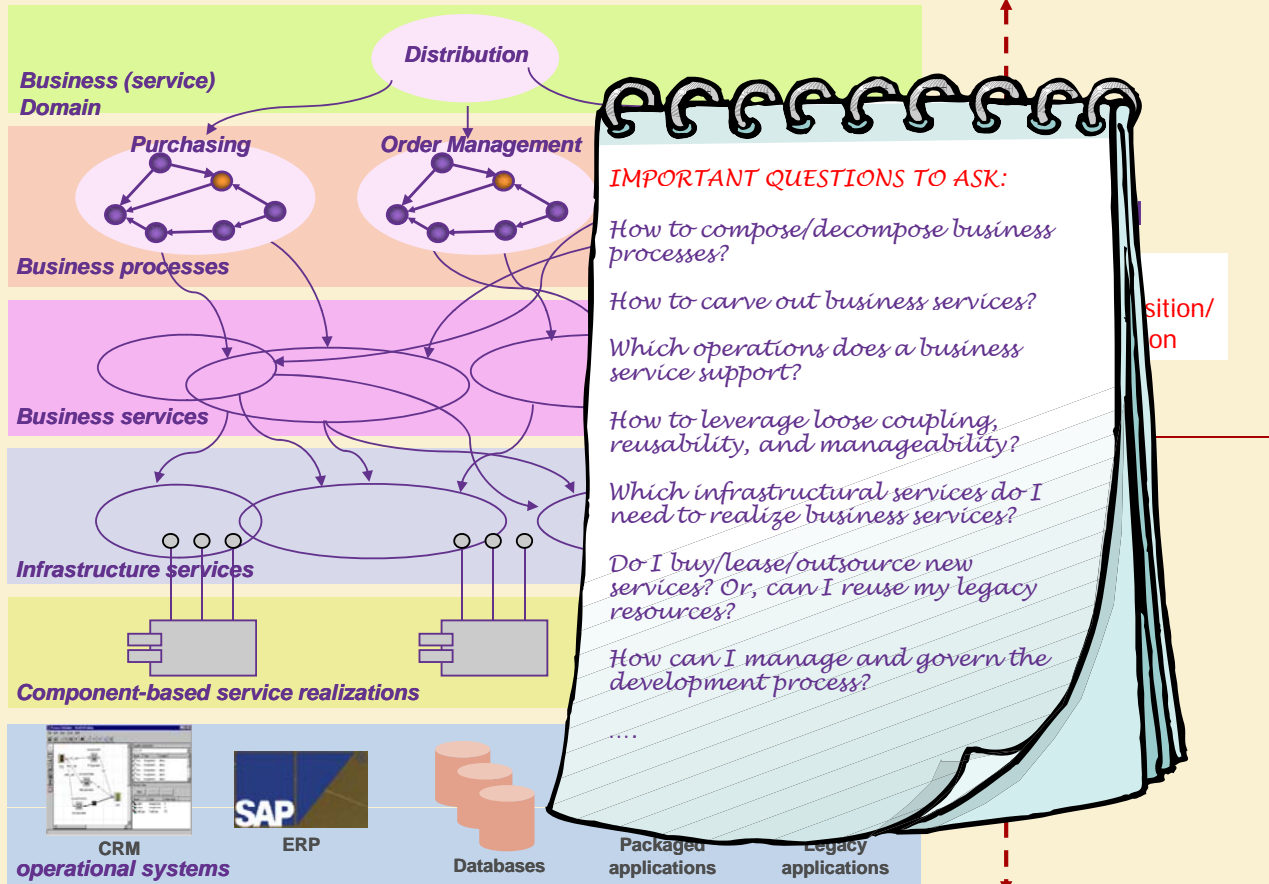 Distribution
Business (service)
Domain
Purchasing
Order Management
Business processes
Business services
Infrastructure services
Component-based service realizations
SAP
CRM
ERP
Databases
Packaged
applications
Legacy
applications
operational systems
IMPORTANT QUESTIONS TO ASK:
How to compose/decompose business
processes?
How to carve out business services?
Which operations does a business
service support?
How to leverage loose coupling,
reusability, and manageability?
Which infrastructural services do I
need to realize business services?
Do I buy/lease/outsource new
services? Or, can I reuse my legacy
resources?
How can I manage and govern the
development process?
....
sition/
on